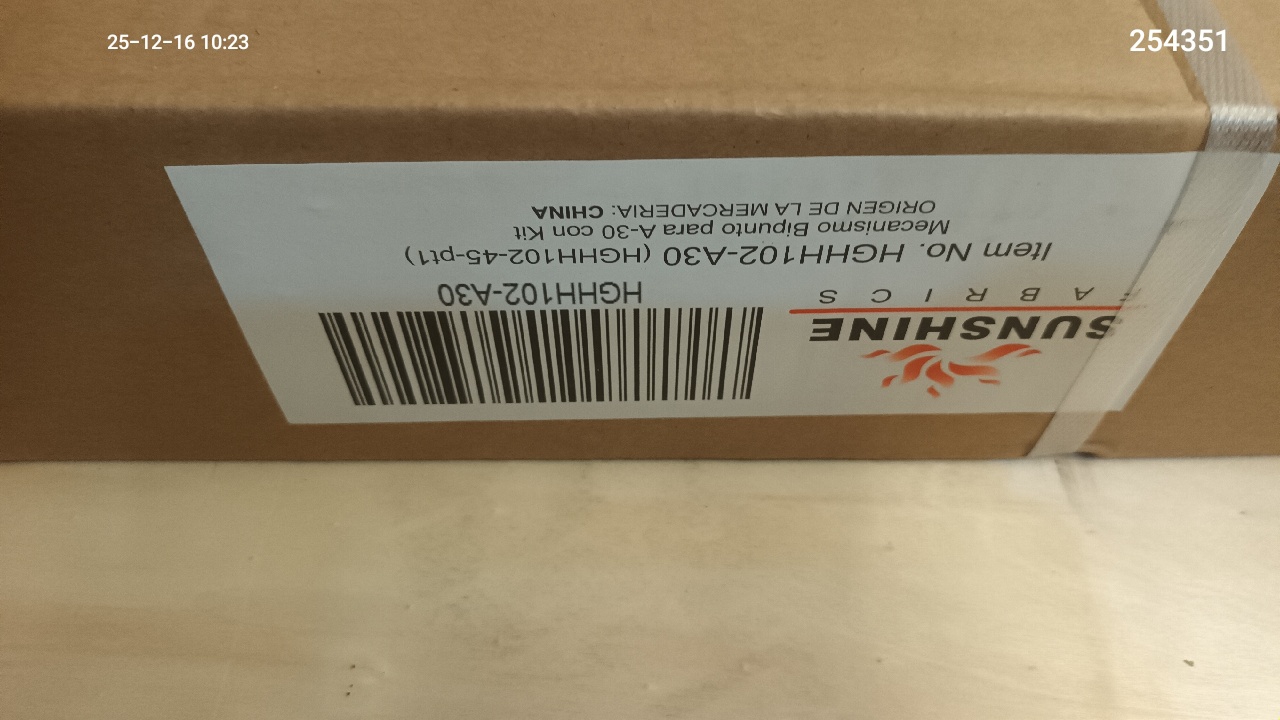 25-12-16 10:23
254351
SUNSHINE
FABRICS
HGHH102-A30
Item No. HGHH102-A30 (HGHH102-45-pt1)
Mecanismo Bipunto para A-30 con Kit
ORIGEN DE LA MERCADERIA: CHINA